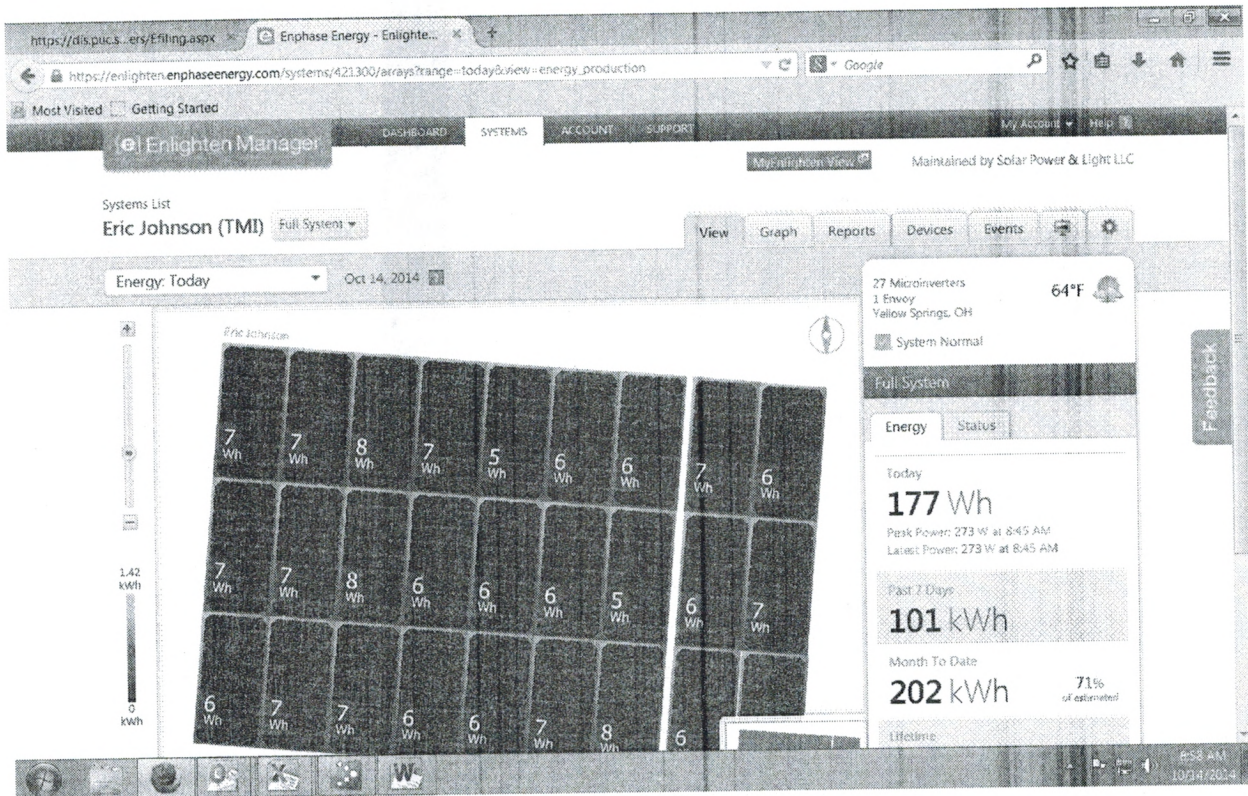 https://dis.puc.s...ers/Efiling.aspx
Enphase Energy - Enlighte...
https://enlighten.enphaseenergy.com/systems/421300/arrays?range=today&view=energy_production
Google
Most Visited Getting Started
Enlighten Manager
DASHBOARD SYSTEMS ACCOUNT SUPPORT
My Account Help
MyEnlighten View
Maintained by Solar Power & Light LLC
Systems List
Eric Johnson (TMI) Full System
View Graph Reports Devices Events
Energy: Today Oct 14, 2014
27 Microinverters
1 Envoy
Yellow Springs, OH
64°F
System Normal
Full System
Energy Status
Today
177 Wh
Peak Power: 273 W at 8:45 AM
Latest Power: 273 W at 8:45 AM
Past 7 Days
101 kWh
Month To Date
202 kWh
71%
of estimated
Lifetime
Feedback
Eric Johnson
7 Wh 7 Wh 8 Wh 7 Wh 5 Wh 6 Wh 6 Wh 7 Wh 6 Wh
7 Wh 7 Wh 8 Wh 6 Wh 6 Wh 6 Wh 5 Wh 6 Wh 7 Wh
6 Wh 7 Wh 7 Wh 6 Wh 6 Wh 7 Wh 8 Wh 6
1.42
kWh
0
kWh
8:58 AM
10/14/2014